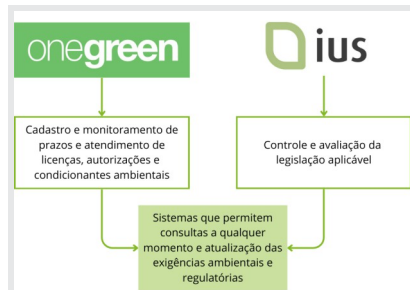 onegreen
ius
Cadastro e monitoramento de
prazos e atendimento de
licenças, autorizações e
condicionantes ambientais
Controle e avaliação da
legislação aplicável
Sistemas que permitem
consultas a qualquer
momento e atualização das
exigências ambientais e
regulatórias